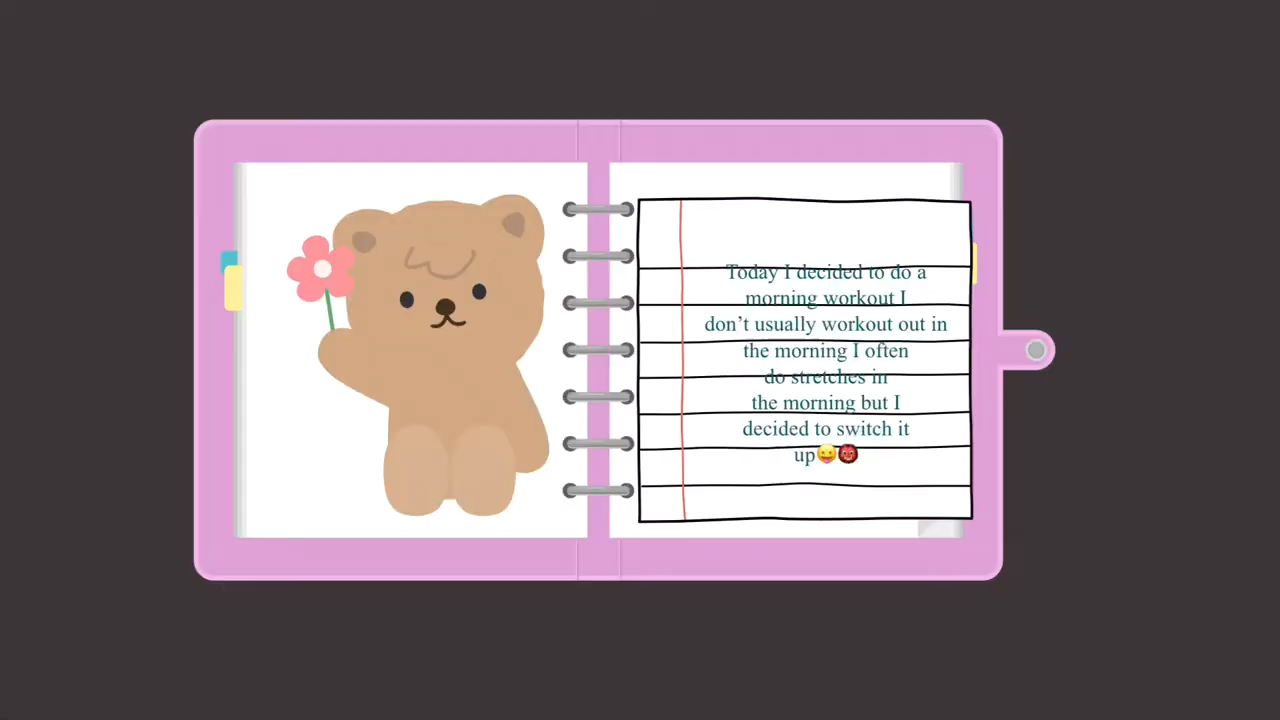 Today I decided to do a
morning workout I
don’t usually workout out in
the morning I often
do stretches in
the morning but I
decided to switch it
up😛👹